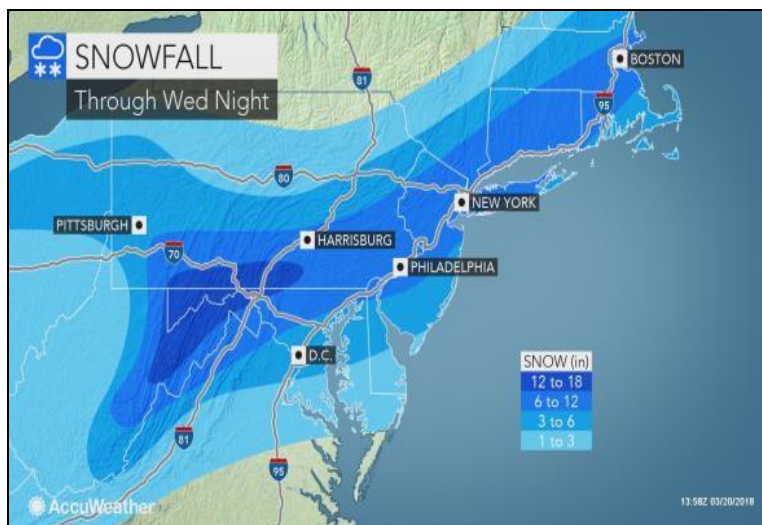 SNOWFALL
Through Wed Night
81
BOSTON
95
80
NEW YORK
PITTSBURGH
HARRISBURG
70
PHILADELPHIA
D.C.
SNOW (in)
12 to 18
6 to 12
3 to 6
1 to 3
81
95
AccuWeather
13:58Z 03/20/2018